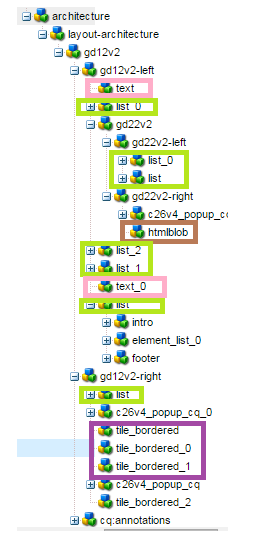 architecture
layout-architecture
gd12v2
gd12v2-left
text
list_0
gd22v2
gd22v2-left
list_0
list
gd22v2-right
c26v4_popup_cq
htmlblob
list_2
list_1
text_0
list
intro
element_list_0
footer
gd12v2-right
list
c26v4_popup_cq_0
tile_bordered
tile_bordered_0
tile_bordered_1
c26v4_popup_cq
tile_bordered_2
cq:annotations